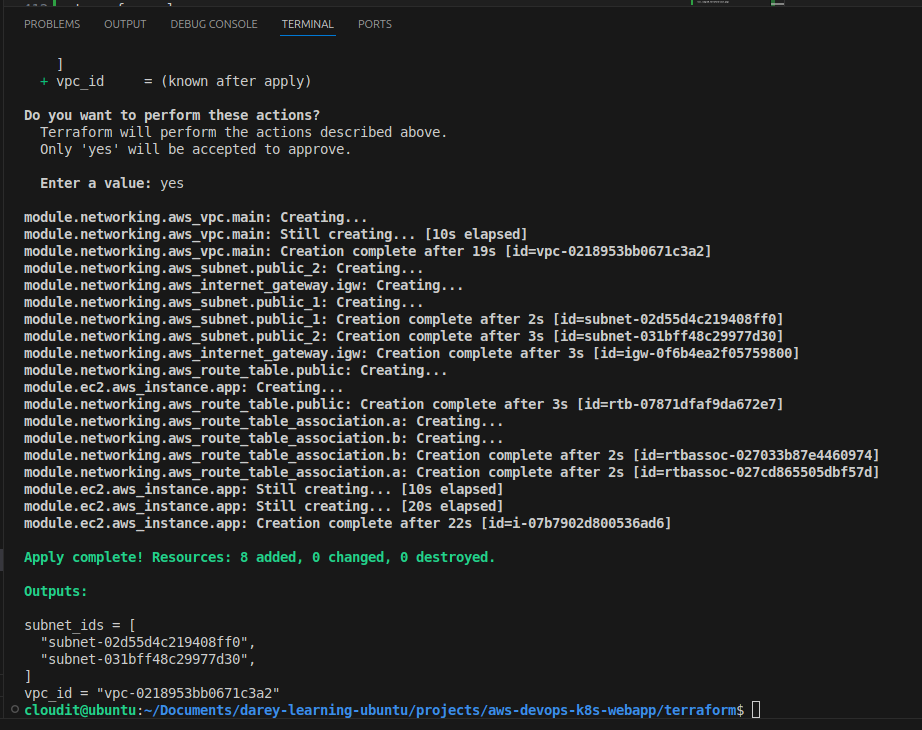 PROBLEMS OUTPUT DEBUG CONSOLE TERMINAL PORTS
    ]
  + vpc_id     = (known after apply)

Do you want to perform these actions?
  Terraform will perform the actions described above.
  Only 'yes' will be accepted to approve.

  Enter a value: yes

module.networking.aws_vpc.main: Creating...
module.networking.aws_vpc.main: Still creating... [10s elapsed]
module.networking.aws_vpc.main: Creation complete after 19s [id=vpc-0218953bb0671c3a2]
module.networking.aws_subnet.public_2: Creating...
module.networking.aws_internet_gateway.igw: Creating...
module.networking.aws_subnet.public_1: Creating...
module.networking.aws_subnet.public_1: Creation complete after 2s [id=subnet-02d55d4c219408ff0]
module.networking.aws_subnet.public_2: Creation complete after 3s [id=subnet-031bff48c29977d30]
module.networking.aws_internet_gateway.igw: Creation complete after 3s [id=igw-0f6b4ea2f05759800]
module.networking.aws_route_table.public: Creating...
module.ec2.aws_instance.app: Creating...
module.networking.aws_route_table.public: Creation complete after 3s [id=rtb-07871dfaf9da672e7]
module.networking.aws_route_table_association.a: Creating...
module.networking.aws_route_table_association.b: Creating...
module.networking.aws_route_table_association.b: Creation complete after 2s [id=rtbassoc-027033b87e4460974]
module.networking.aws_route_table_association.a: Creation complete after 2s [id=rtbassoc-027cd865505dbf57d]
module.ec2.aws_instance.app: Still creating... [10s elapsed]
module.ec2.aws_instance.app: Still creating... [20s elapsed]
module.ec2.aws_instance.app: Creation complete after 22s [id=i-07b7902d800536ad6]

Apply complete! Resources: 8 added, 0 changed, 0 destroyed.

Outputs:

subnet_ids = [
  "subnet-02d55d4c219408ff0",
  "subnet-031bff48c29977d30",
]
vpc_id = "vpc-0218953bb0671c3a2"
cloudit@ubuntu:~/Documents/darey-learning-ubuntu/projects/aws-devops-k8s-webapp/terraform$